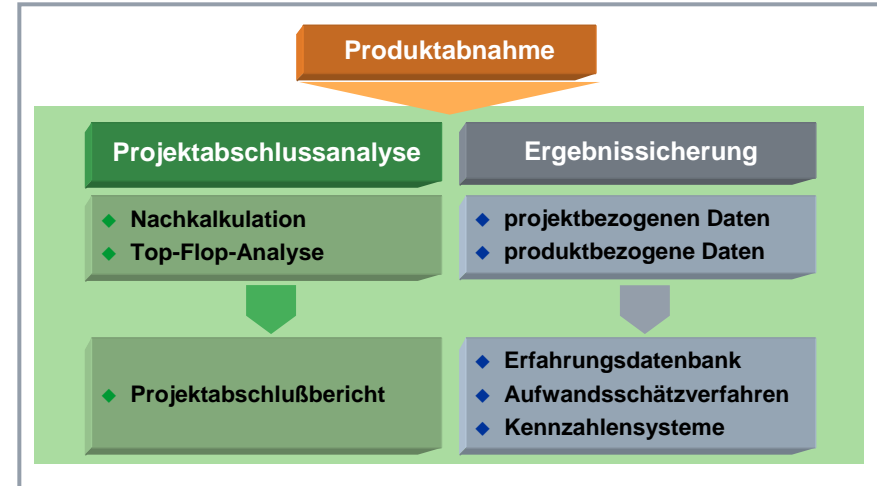 Produktabnahme
Projektabschlussanalyse
Nachkalkulation
Top-Flop-Analyse
Projektabschlußbericht
Ergebnissicherung
projektbezogenen Daten
produktbezogene Daten
Erfahrungsdatenbank
Aufwandsschätzverfahren
Kennzahlensysteme